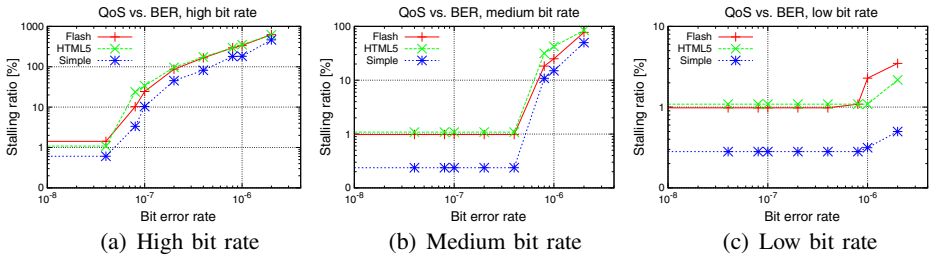 QoS vs. BER, high bit rate
Stalling ratio [%]
1000
100
10
1
0
Flash
HTML5
Simple
10-8
10-7
10-6
Bit error rate
(a) High bit rate
QoS vs. BER, medium bit rate
Stalling ratio [%]
100
10
1
0
Flash
HTML5
Simple
10-8
10-7
10-6
Bit error rate
(b) Medium bit rate
QoS vs. BER, low bit rate
Stalling ratio [%]
10
1
0
Flash
HTML5
Simple
10-8
10-7
10-6
Bit error rate
(c) Low bit rate